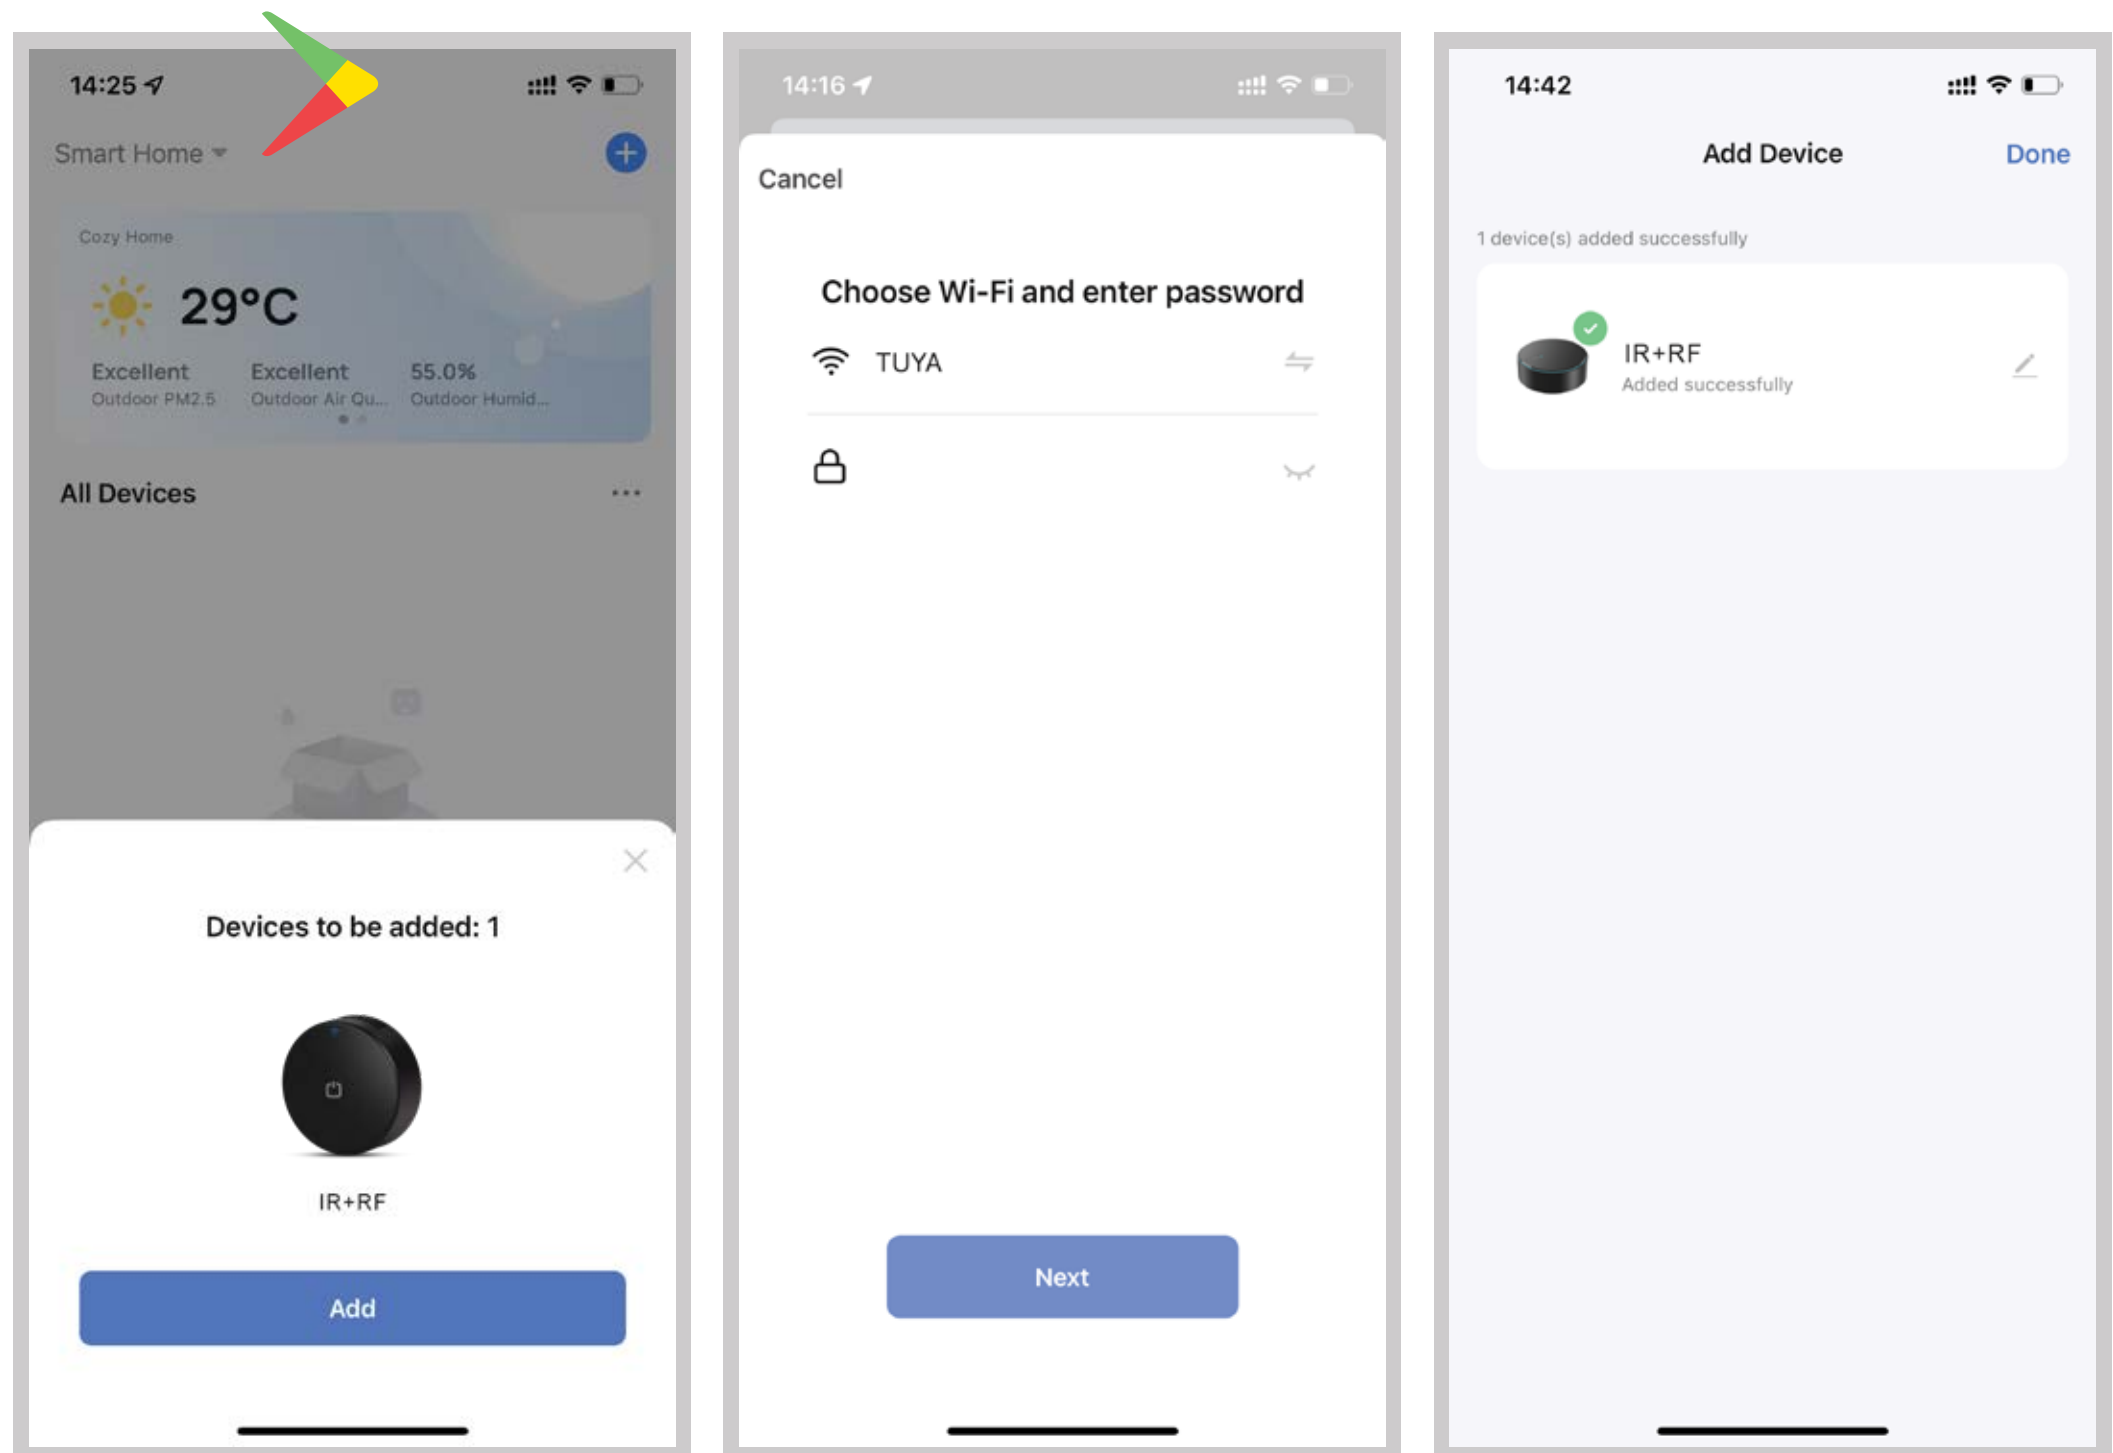 14:25
Smart Home
Cozy Home
29°C
Excellent Excellent 55.0%
Outdoor PM2.5 Outdoor Air Qu... Outdoor Humid...
All Devices
Devices to be added: 1
IR+RF
Add
14:16
Cancel
Choose Wi-Fi and enter password
TUYA
Next
14:42
Add Device Done
1 device(s) added successfully
IR+RF
Added successfully